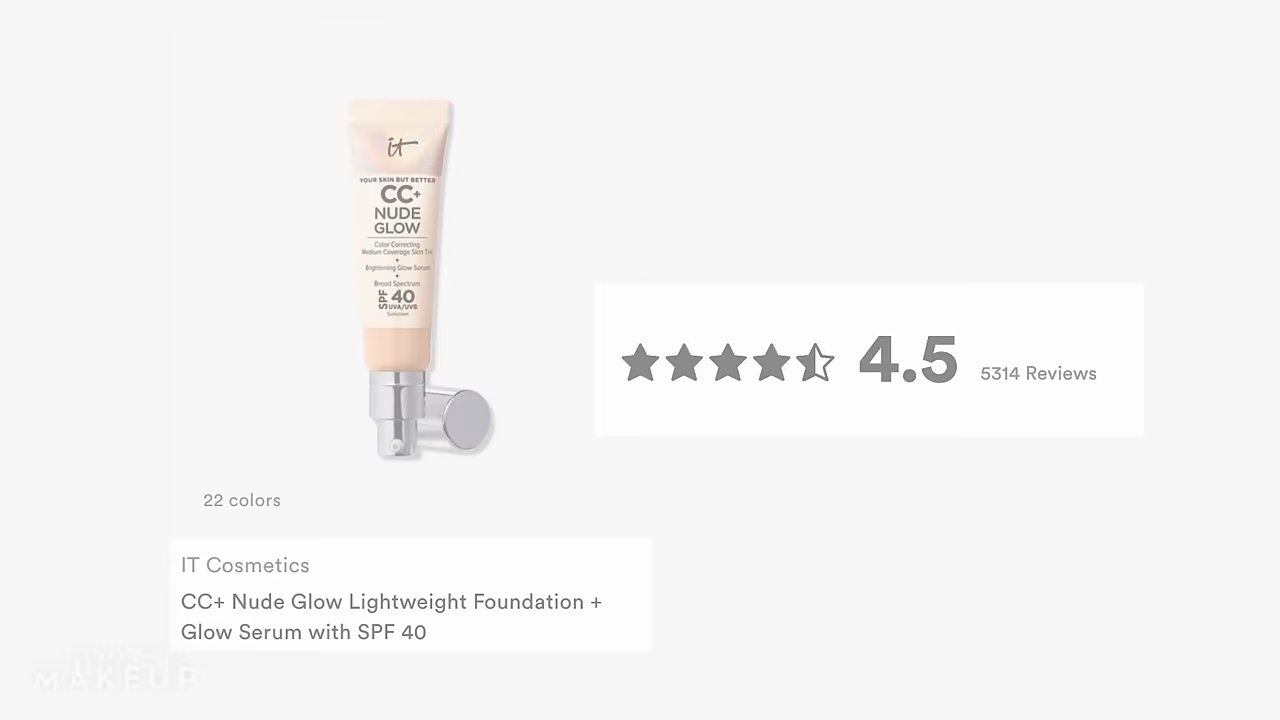 it
YOUR SKIN BUT BETTER
CC+
NUDE
GLOW
Color Correcting
Medium Coverage Skin Tint
+
Brightening Glow Serum
+
Broad Spectrum
SPF 40
UVA/UVB
Sunscreen
4.5 5314 Reviews
22 colors
IT Cosmetics
CC+ Nude Glow Lightweight Foundation +
Glow Serum with SPF 40
MAKEUP